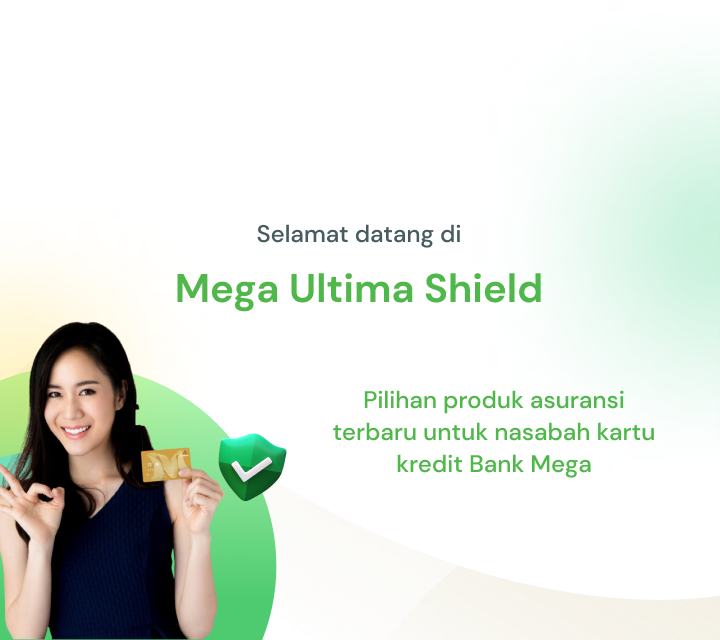 Selamat datang di
Mega Ultima Shield
Pilihan produk asuransi
terbaru untuk nasabah kartu
kredit Bank Mega